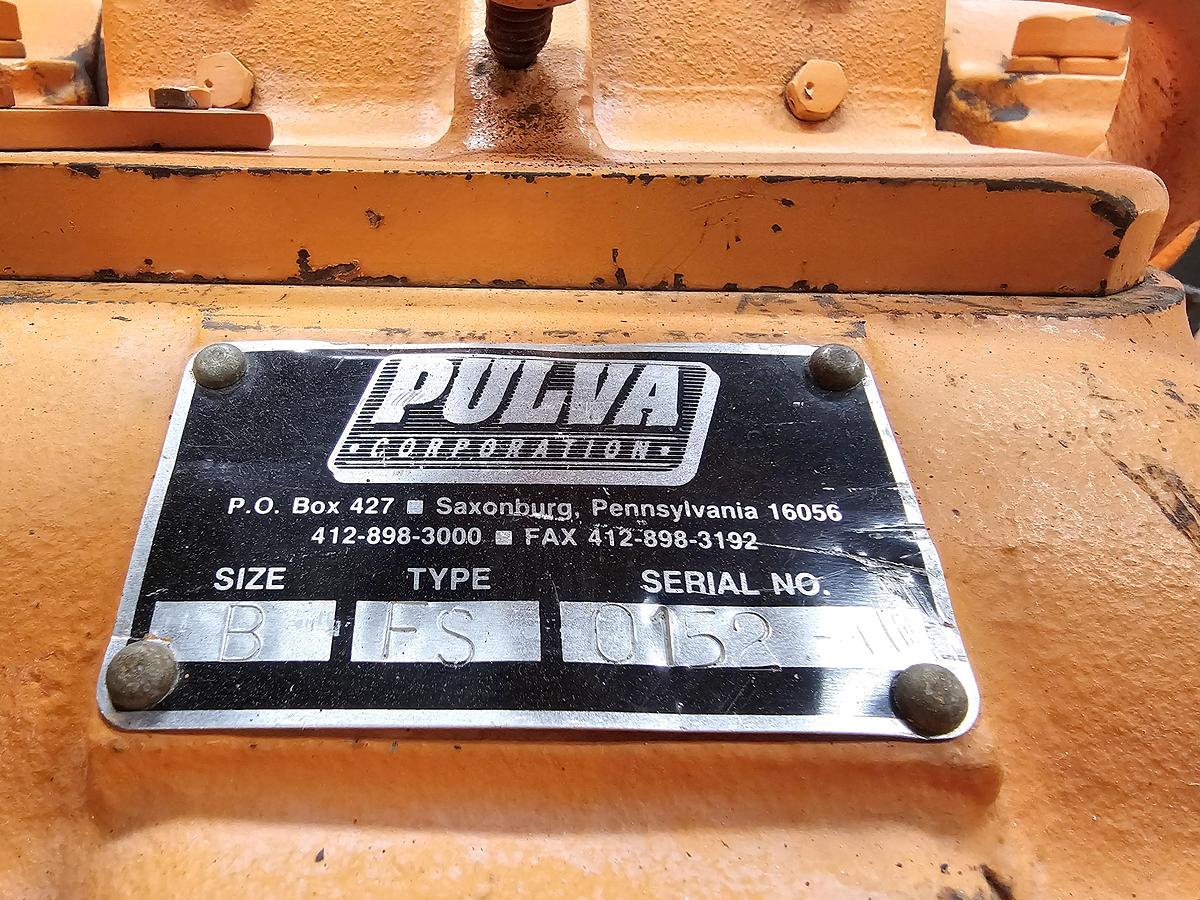 PULVA
•CORPORATION•
P.O. Box 427 ■ Saxonburg, Pennsylvania 16056
412-898-3000 ■ FAX 412-898-3192
SIZE TYPE SERIAL NO.
B FS 0152